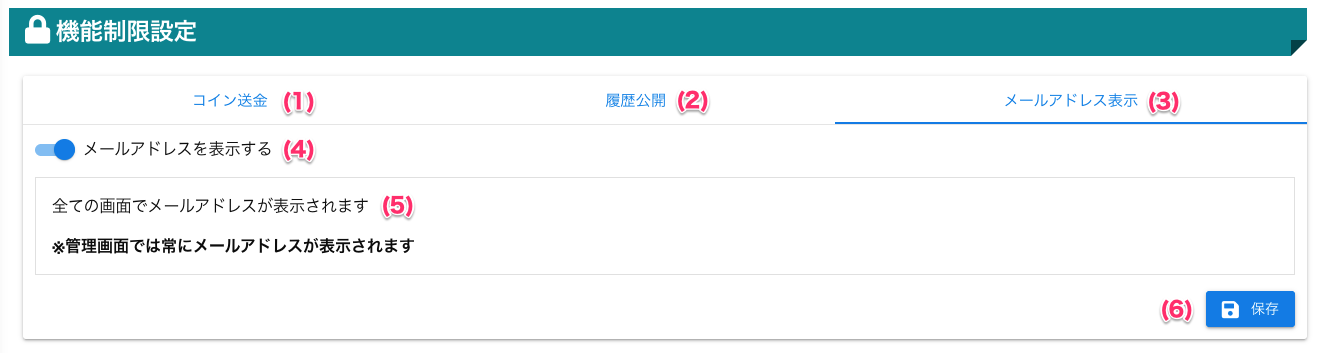 機能制限設定
コイン送金 (1) 履歴公開 (2) メールアドレス表示 (3)
メールアドレスを表示する (4)
全ての画面でメールアドレスが表示されます (5)
※管理画面では常にメールアドレスが表示されます
(6) 保存